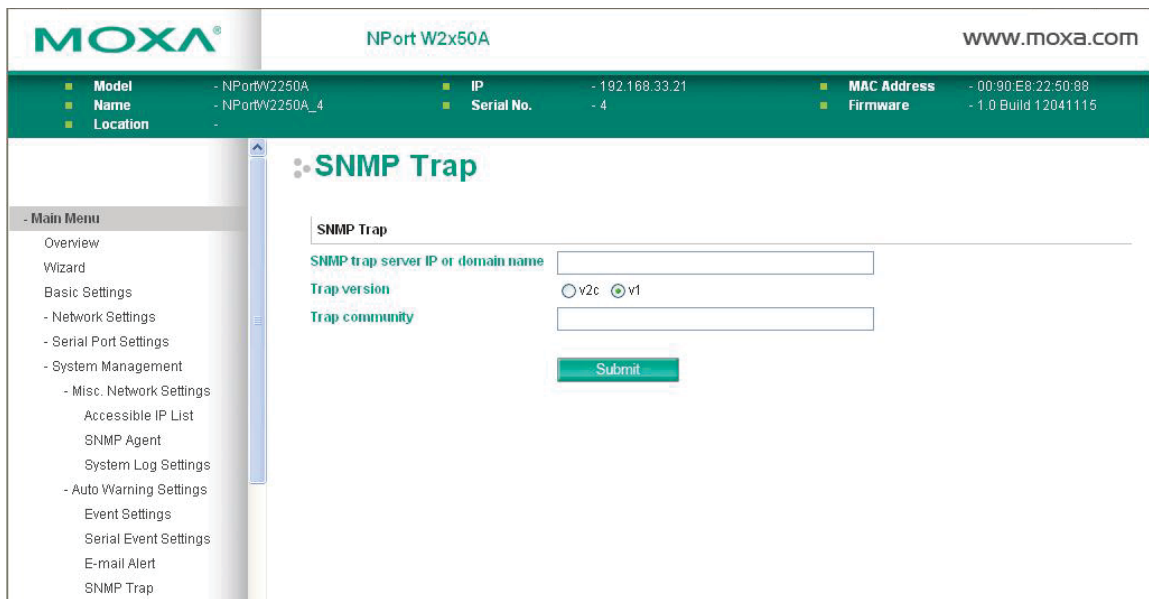 MOXA®
NPort W2x50A
www.moxa.com
Model - NPortW2250A
IP - 192.168.33.21
MAC Address - 00:90:E8:22:50:88
Name - NPortW2250A_4
Serial No. - 4
Firmware - 1.0 Build 12041115
Location -
SNMP Trap
- Main Menu
Overview
Wizard
Basic Settings
- Network Settings
- Serial Port Settings
- System Management
- Misc. Network Settings
Accessible IP List
SNMP Agent
System Log Settings
- Auto Warning Settings
Event Settings
Serial Event Settings
E-mail Alert
SNMP Trap
SNMP Trap
SNMP trap server IP or domain name
Trap version v2c v1
Trap community
Submit